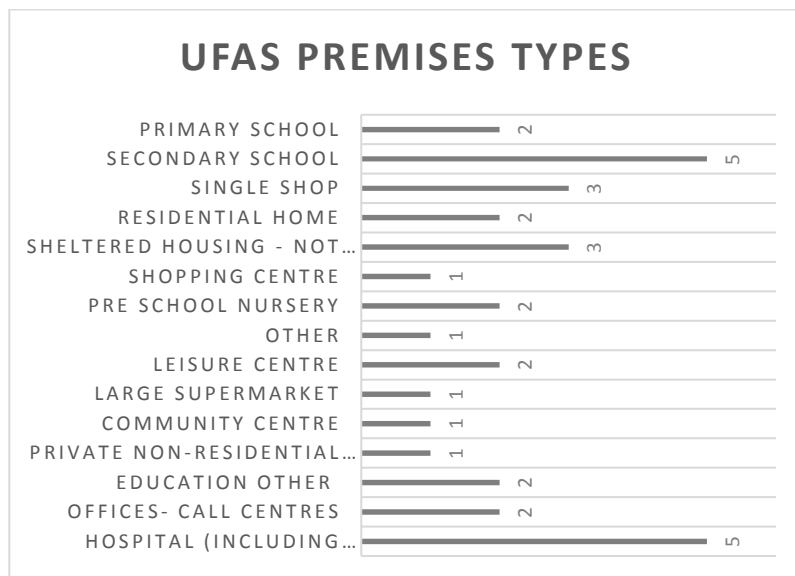 UFAS PREMISES TYPES
PRIMARY SCHOOL 2
SECONDARY SCHOOL 5
SINGLE SHOP 3
RESIDENTIAL HOME 2
SHELTERED HOUSING - NOT… 3
SHOPPING CENTRE 1
PRE SCHOOL NURSERY 2
OTHER 1
LEISURE CENTRE 2
LARGE SUPERMARKET 1
COMMUNITY CENTRE 1
PRIVATE NON-RESIDENTIAL… 1
EDUCATION OTHER 2
OFFICES- CALL CENTRES 2
HOSPITAL (INCLUDING… 5